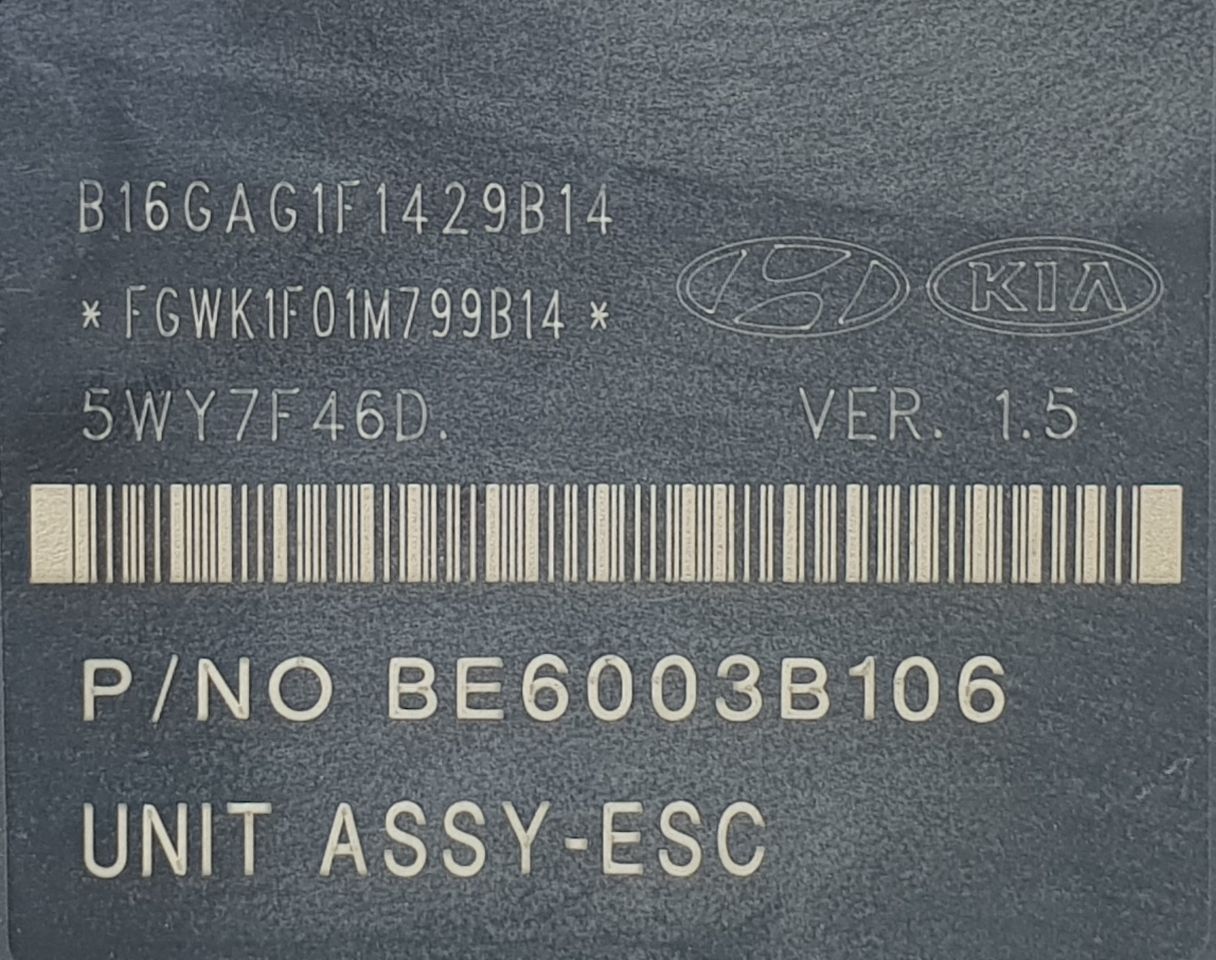 B16GAG1F1429B14
*FGWK1F01M799B14*
KIA
5WY7F46D. VER. 1.5
P/NO BE6003B106
UNIT ASSY-ESC